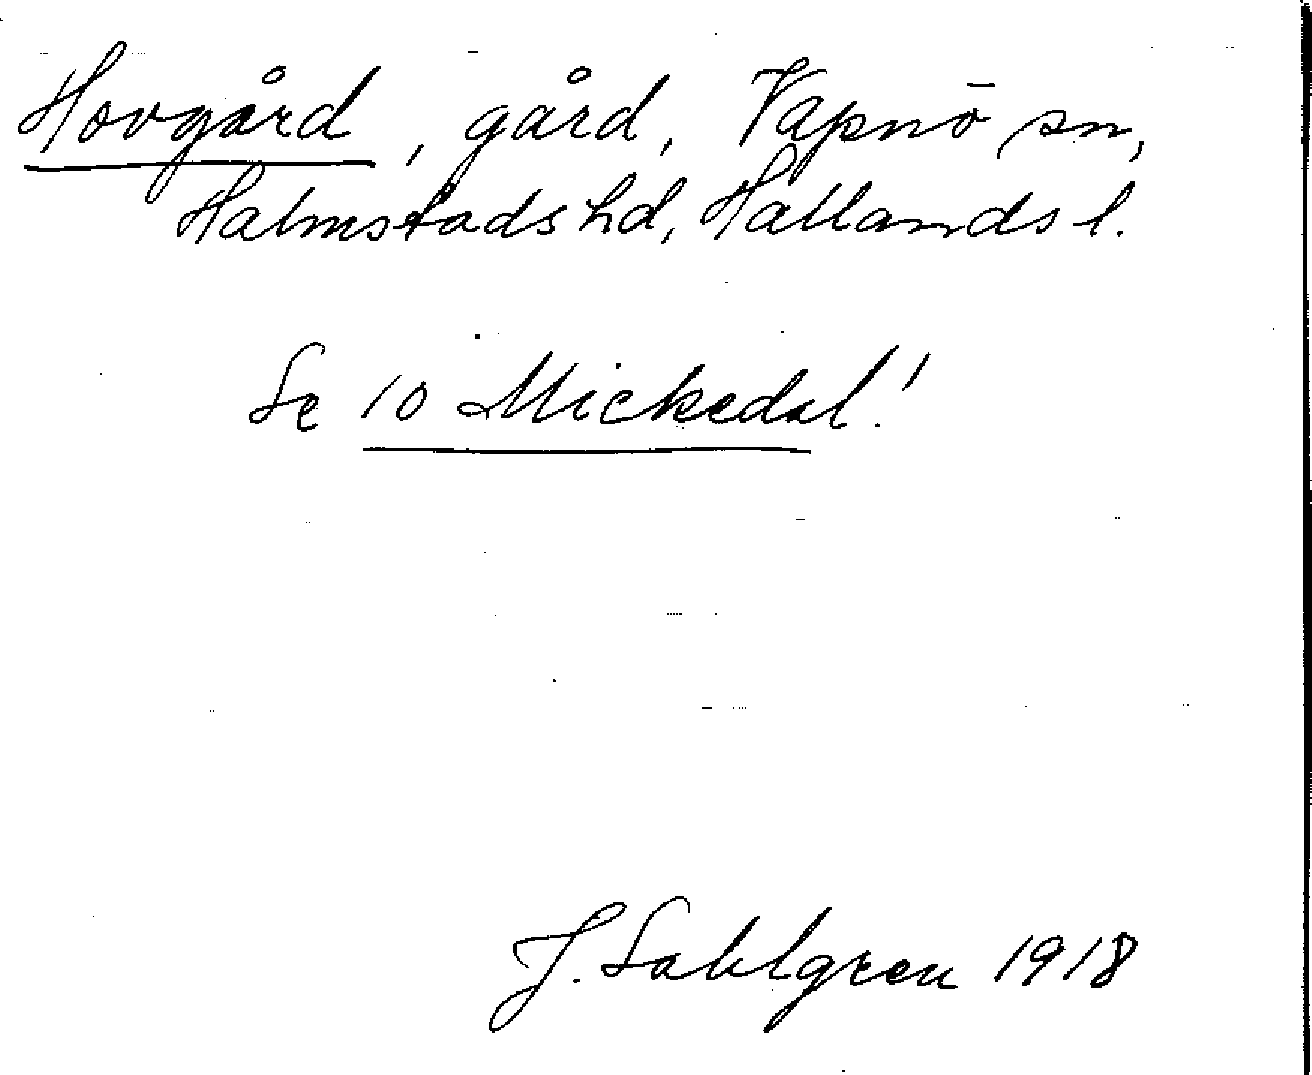 Hovgård, gård, Vapnö sn,
Halmstads hd, Hallands l.
Se 10 Mickedal!
J. Sahlgren 1918